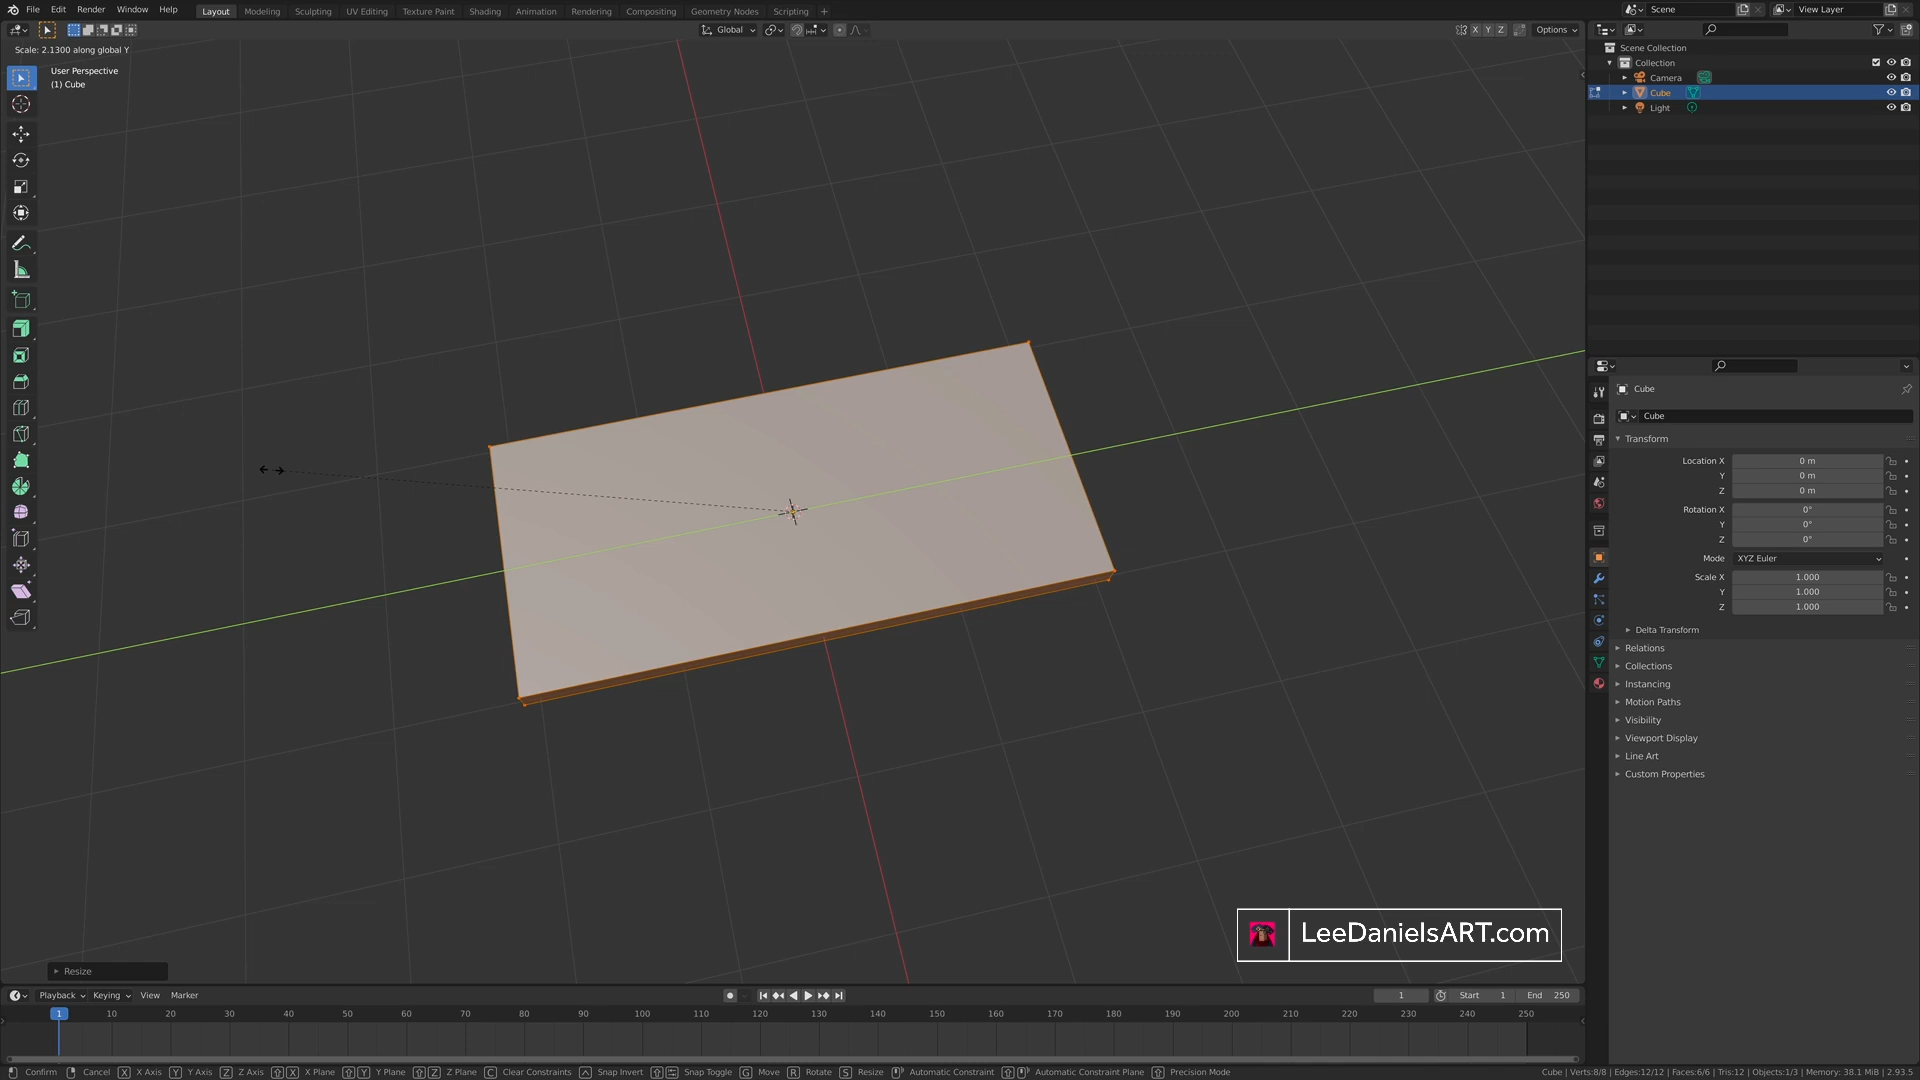 File Edit Render Window Help Layout Modeling Sculpting UV Editing Texture Paint Shading Animation Rendering Compositing Geometry Nodes Scripting + Scene View Layer
Global Options X Y Z
Scale: 2.1300 along global Y
User Perspective
(1) Cube
Scene Collection
Collection
Camera
Cube
Light
Cube
Cube
Transform
Location X 0 m
Y 0 m
Z 0 m
Rotation X 0°
Y 0°
Z 0°
Mode XYZ Euler
Scale X 1.000
Y 1.000
Z 1.000
Delta Transform
Relations
Collections
Instancing
Motion Paths
Visibility
Viewport Display
Line Art
Custom Properties
LeeDanielsART.com
Resize
Playback Keying View Marker 1 Start 1 End 250
1 10 20 30 40 50 60 70 80 90 100 110 120 130 140 150 160 170 180 190 200 210 220 230 240 250
Confirm Cancel X X Axis Y Y Axis Z Z Axis X X Plane Y Y Plane Z Z Plane C Clear Constraints Snap Invert Snap Toggle G Move R Rotate S Resize Automatic Constraint Automatic Constraint Plane Precision Mode Cube | Verts:8/8 | Edges:12/12 | Faces:6/6 | Tris:12 | Objects:1/3 | Memory: 38.1 MiB | 2.93.5